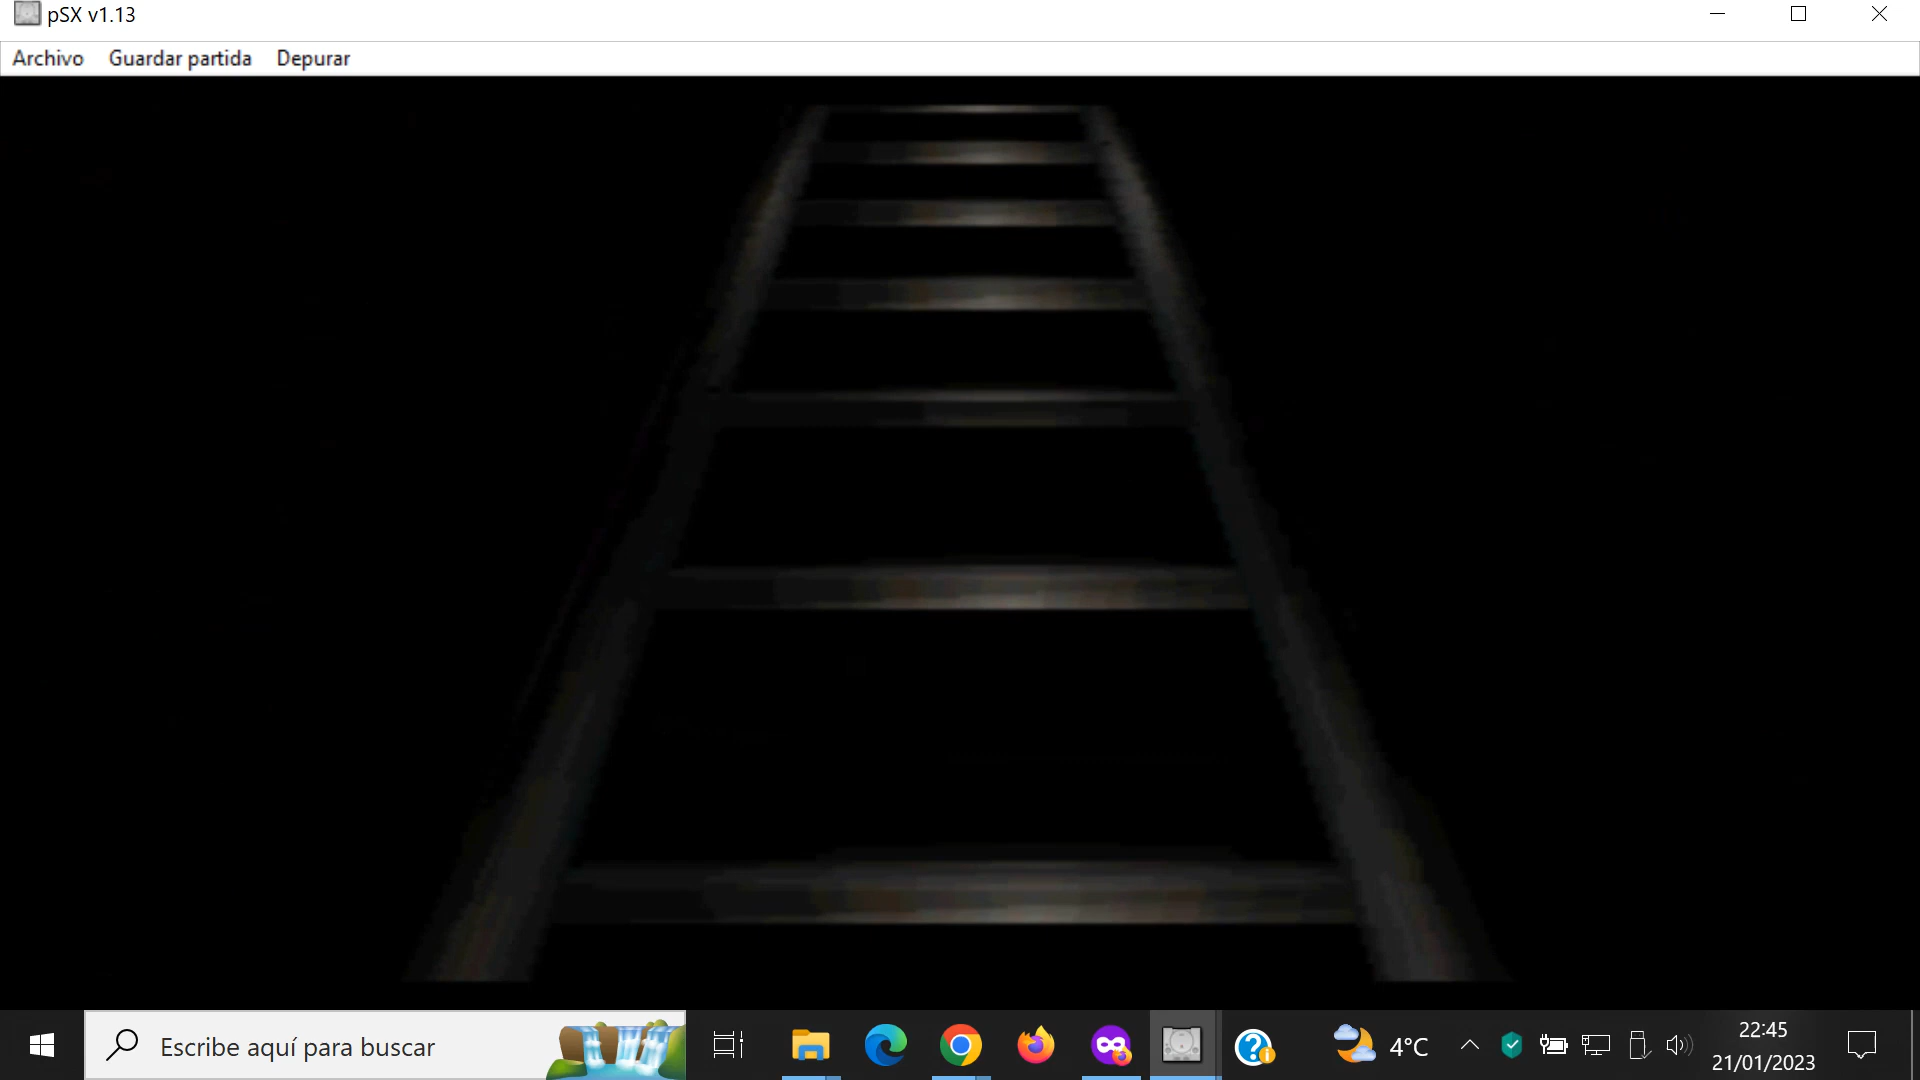 pSX v1.13
Archivo Guardar partida Depurar
Escribe aquí para buscar
4°C
22:45
21/01/2023